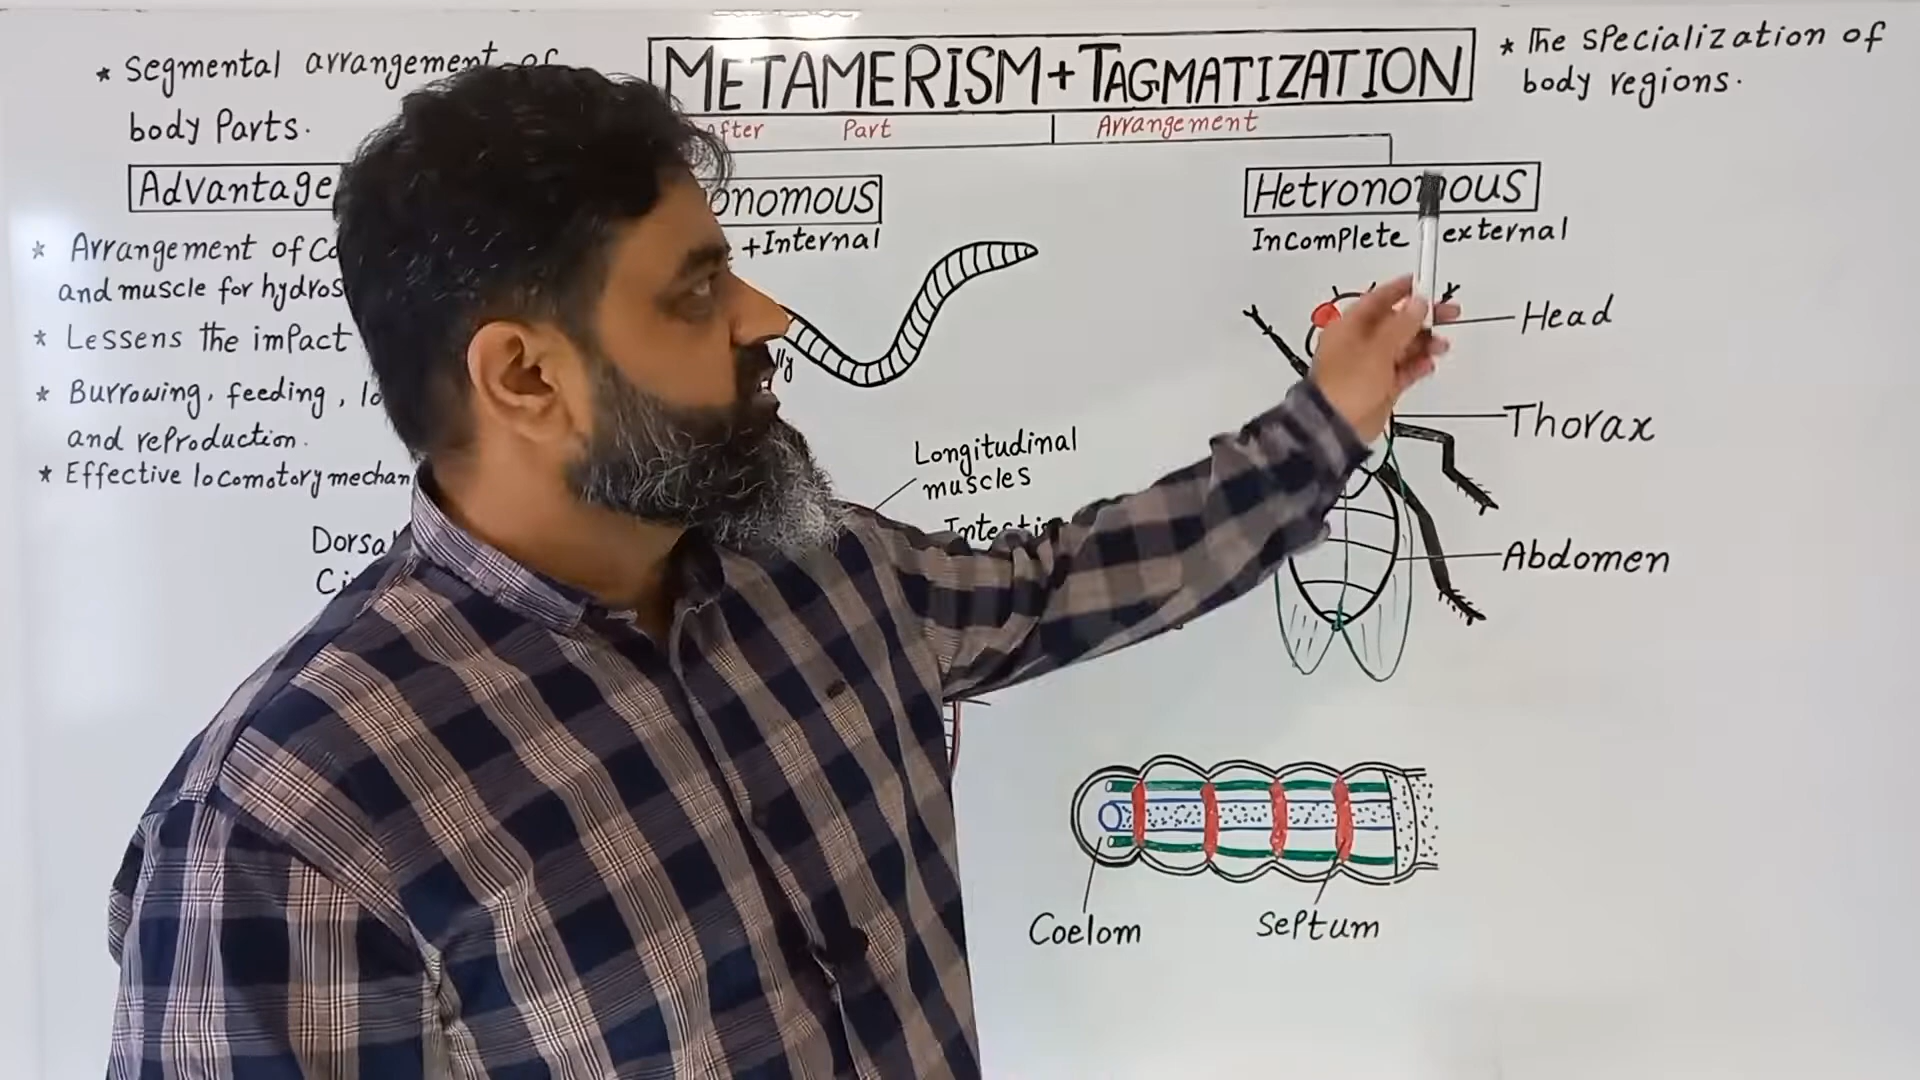 * Segmental arrangement of
body Parts.
METAMERISM + TAGMATIZATION
After Part Arrangement
* The specialization of
body regions.
Advantage
* Arrangement of
and muscle for
* Lessens the impact
* Burrowing, feeding,
and reproduction.
* Effective locomotory
+Internal
Hetronomous
Incomplete external
Head
Thorax
Abdomen
Longitudinal
muscles
Coelom
Septum